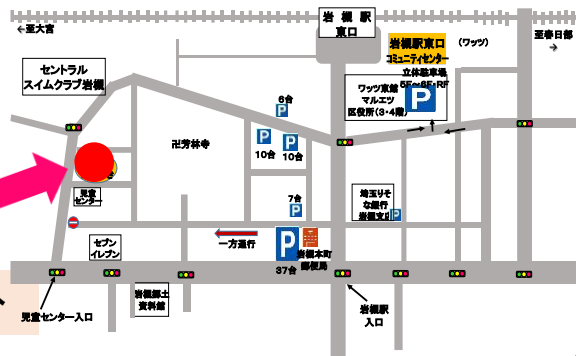 ←至大宮
岩槻駅
東口
岩槻駅東口
コミュニティセンター
(ワッツ)
至春日部
→
立体駐車場
5F~6F・RF
セントラル
スイムクラブ岩槻
ワッツ東館
マルエツ
区役所(3・4階)
P
6台
P
P
P
10台
10台
卍芳林寺
児童
センター
7台
P
埼玉りそ
な銀行
岩槻支店
P
セブン
イレブン
一方通行
P
37台
岩槻本町
郵便局
岩槻郷土
資料館
児童センター入口
岩槻駅
入口